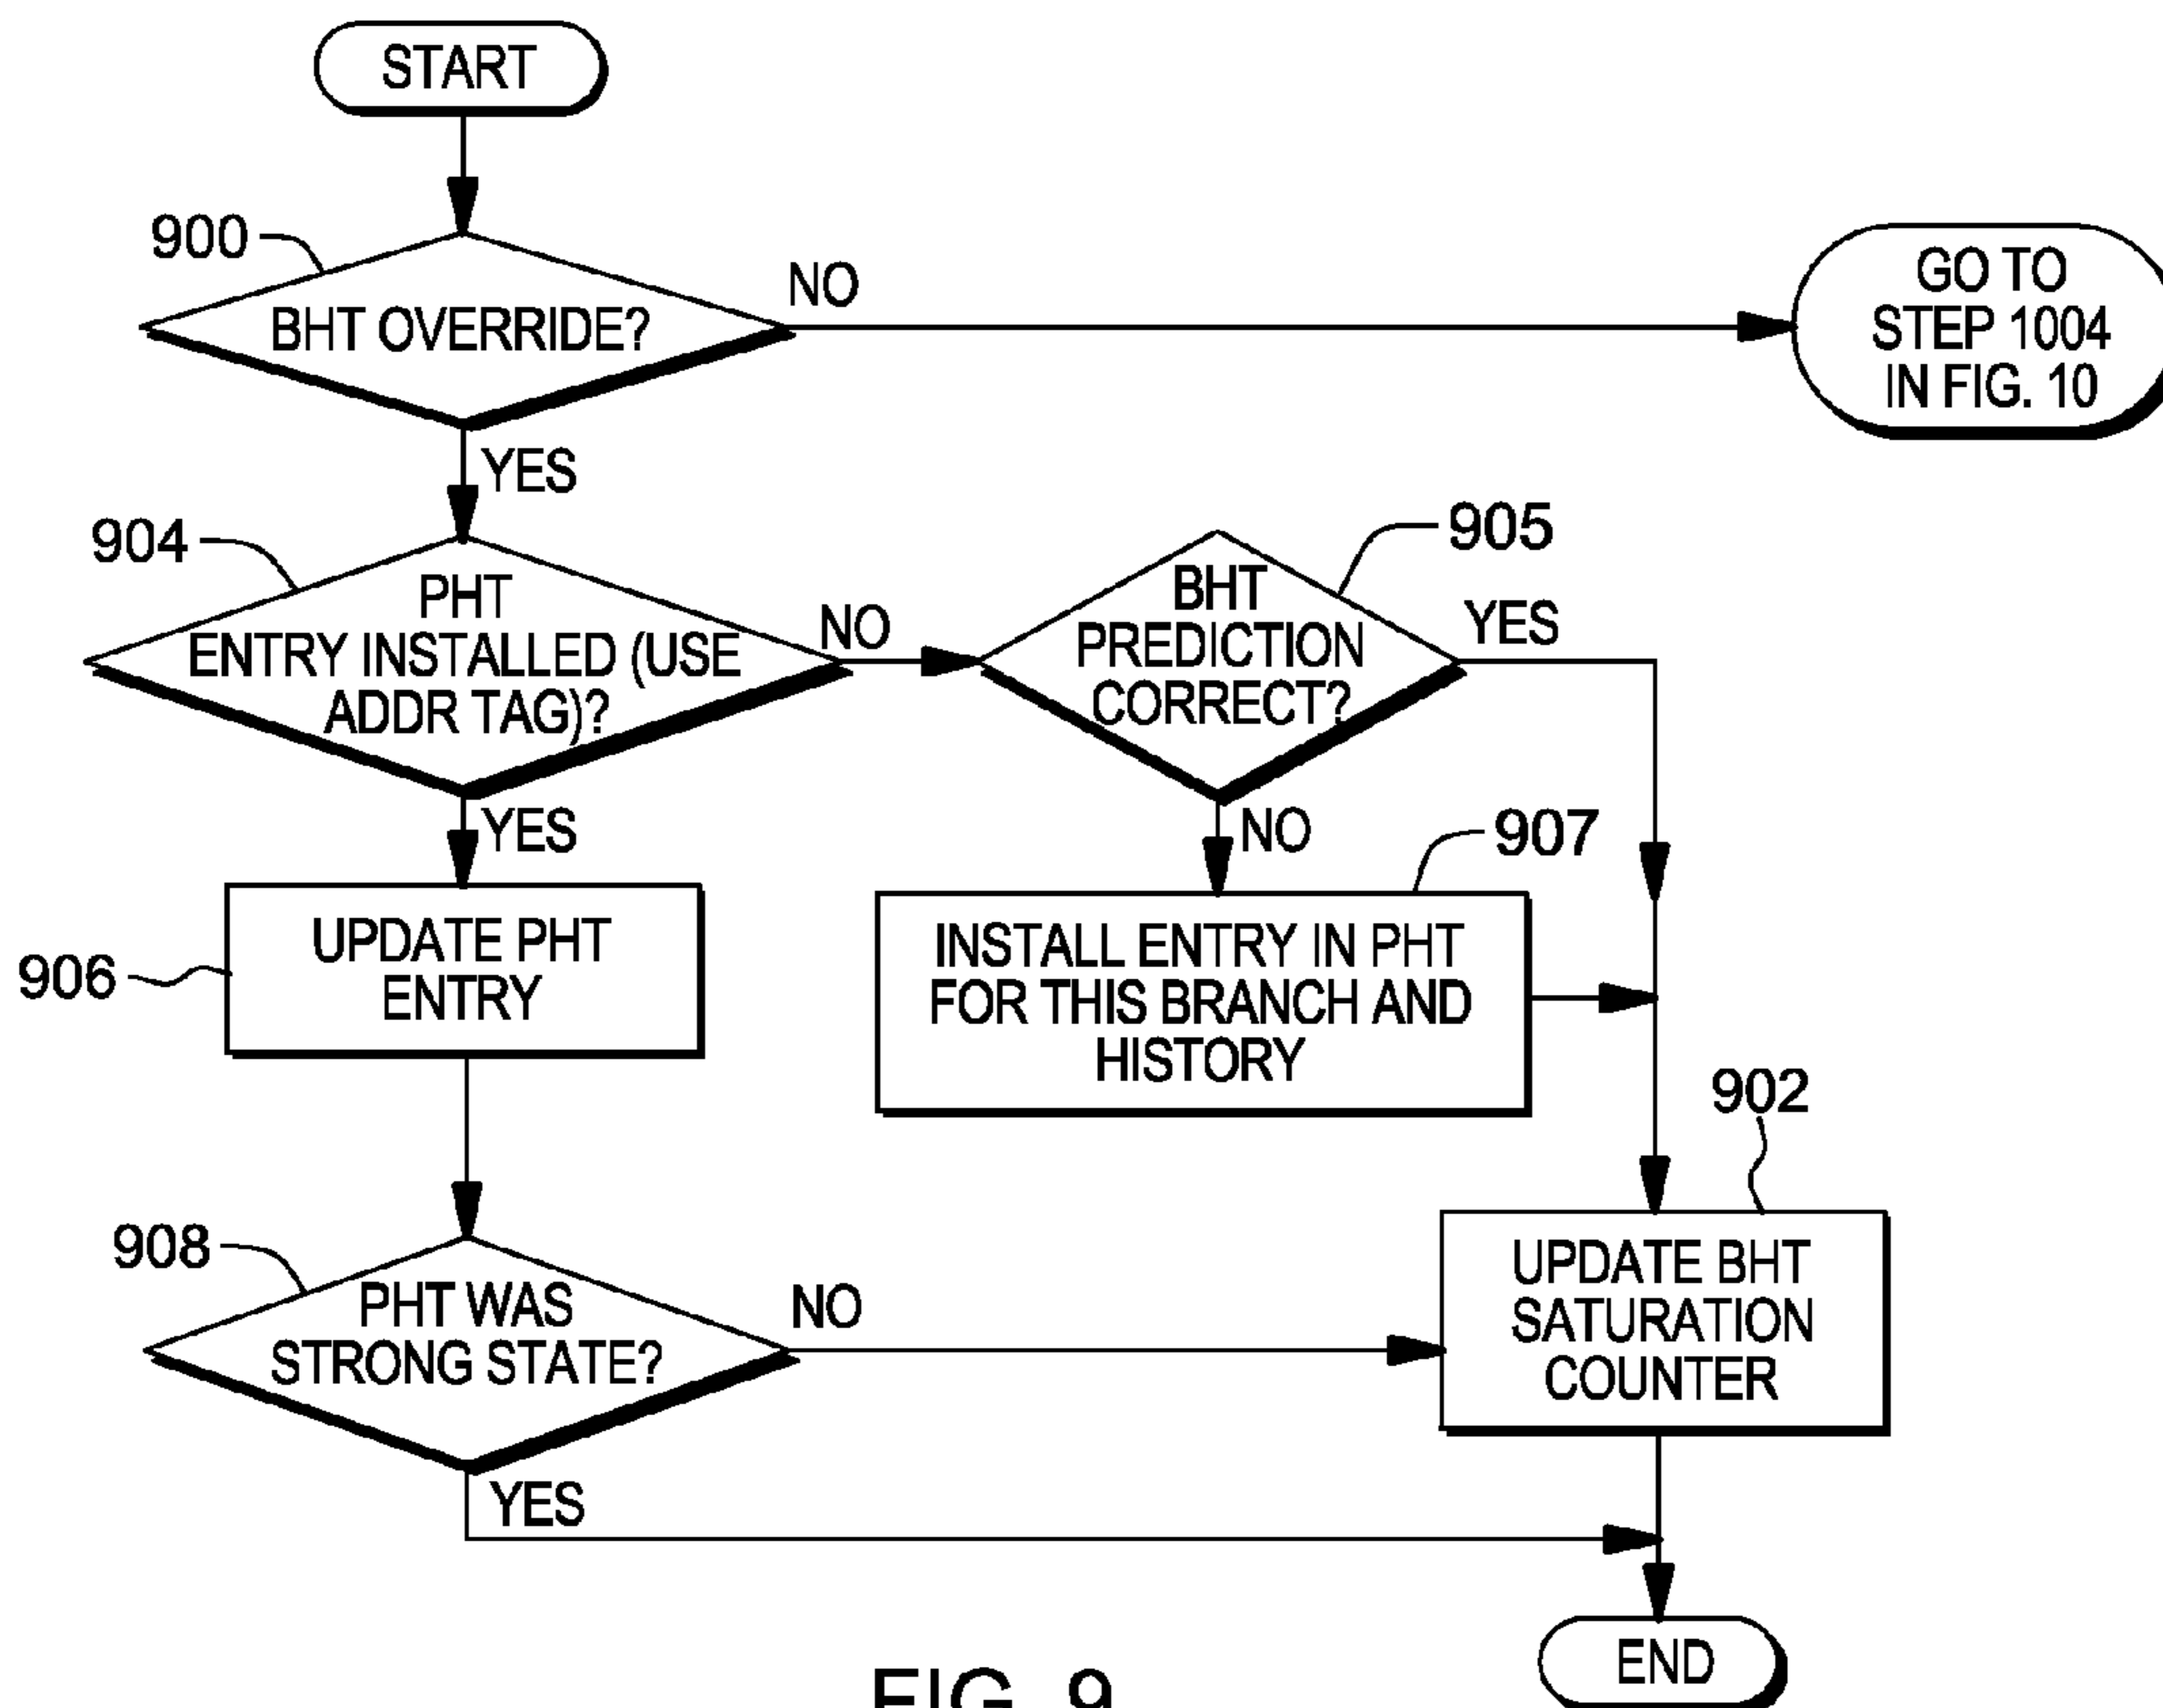 START
900
BHT OVERRIDE?
NO
GO TO
STEP 1004
IN FIG. 10
YES
904
PHT
ENTRY INSTALLED (USE
ADDR TAG)?
NO
905
BHT
PREDICTION
CORRECT?
YES
YES
NO
907
906
UPDATE PHT
ENTRY
INSTALL ENTRY IN PHT
FOR THIS BRANCH AND
HISTORY
902
908
PHT WAS
STRONG STATE?
NO
UPDATE BHT
SATURATION
COUNTER
YES
END
FIG. 9